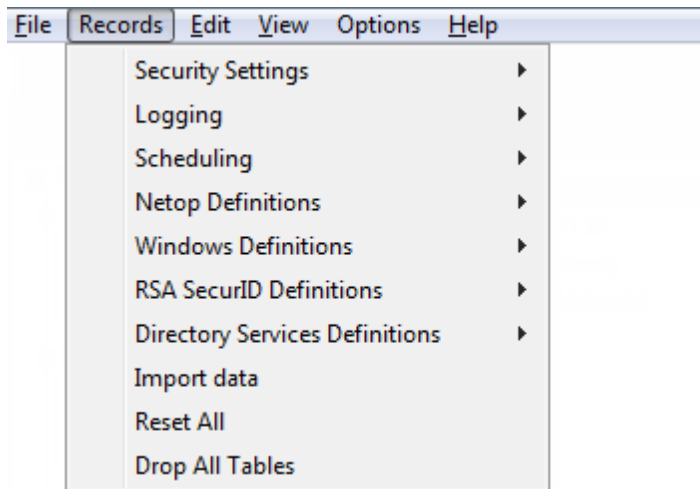 File Records Edit View Options Help
Security Settings
Logging
Scheduling
Netop Definitions
Windows Definitions
RSA SecurID Definitions
Directory Services Definitions
Import data
Reset All
Drop All Tables